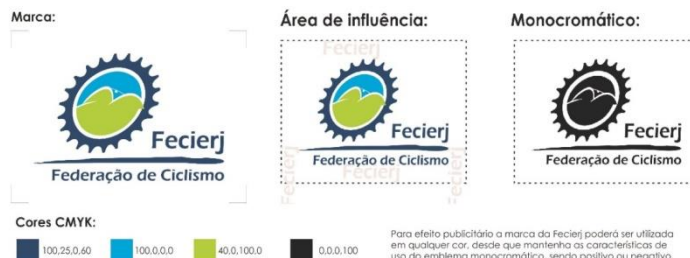 Marca:
Fecierj
Federação de Ciclismo
Área de influência:
Fecierj
Fecierj
Federação de Ciclismo
Fecierj
Fecierj
Monocromático:
Fecierj
Federação de Ciclismo
Cores CMYK:
100,25,0,60
100,0,0,0
40,0,100,0
0,0,0,100
Para efeito publicitário a marca da Fecierj poderá ser utilizada
em qualquer cor, desde que mantenha as características de
uso do emblema monocromático, sendo positivo ou negativo